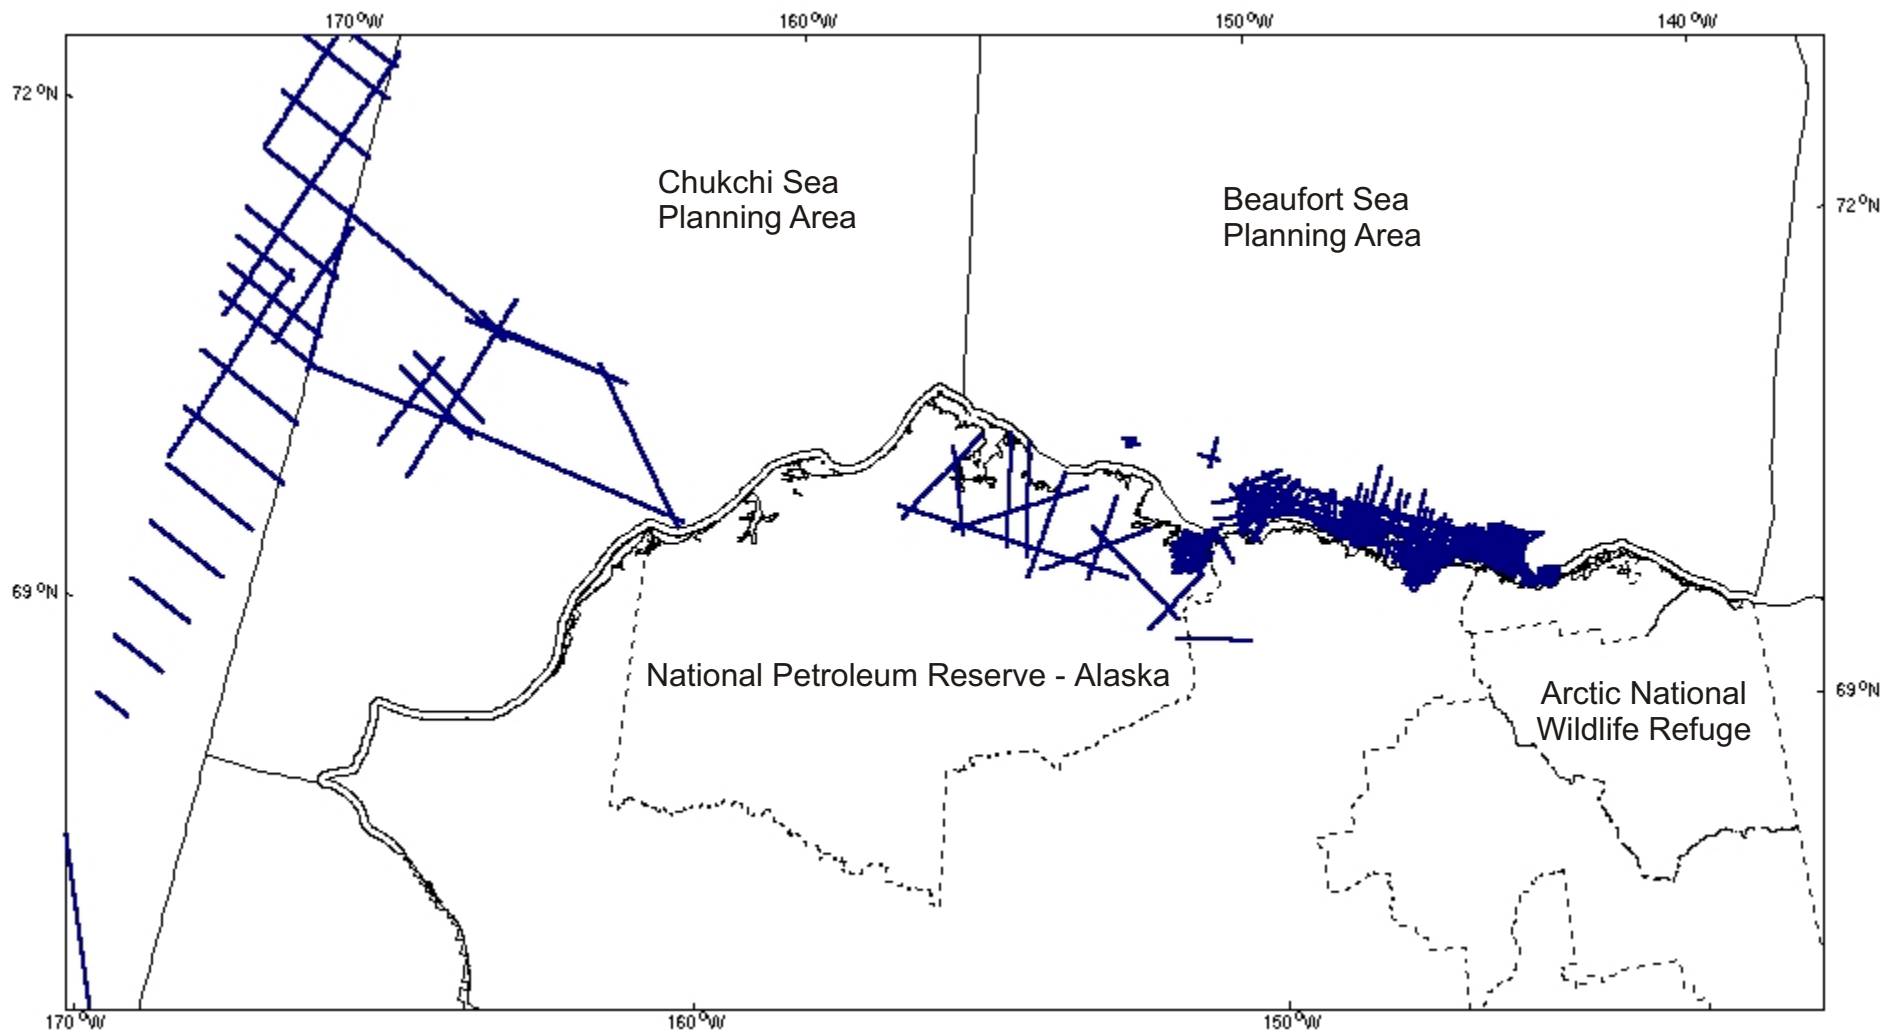 170°W 160°W 150°W 140°W
72°N
Chukchi Sea
Planning Area
Beaufort Sea
Planning Area
72°N
69°N
National Petroleum Reserve - Alaska
Arctic National
Wildlife Refuge
69°N
170°W 160°W 150°W